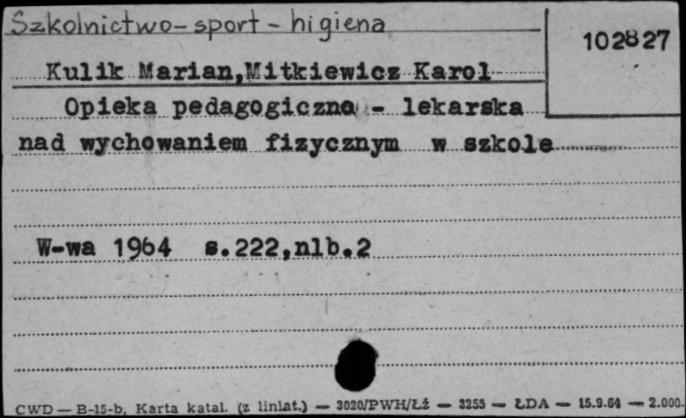 Szkolnictwo - sport - higiena
102827
Kulik Marian,Mitkiewicz Karol
Opieka pedagogiczna - lekarska
nad wychowaniem fizycznym w szkole
W-wa 1964 s.222,nlb.2
CWD — B-15-b, Karta katal. (z liniat.) — 3020/PWH/Łż — 3255 — ŁDA — 15.9.64 — 2.000.